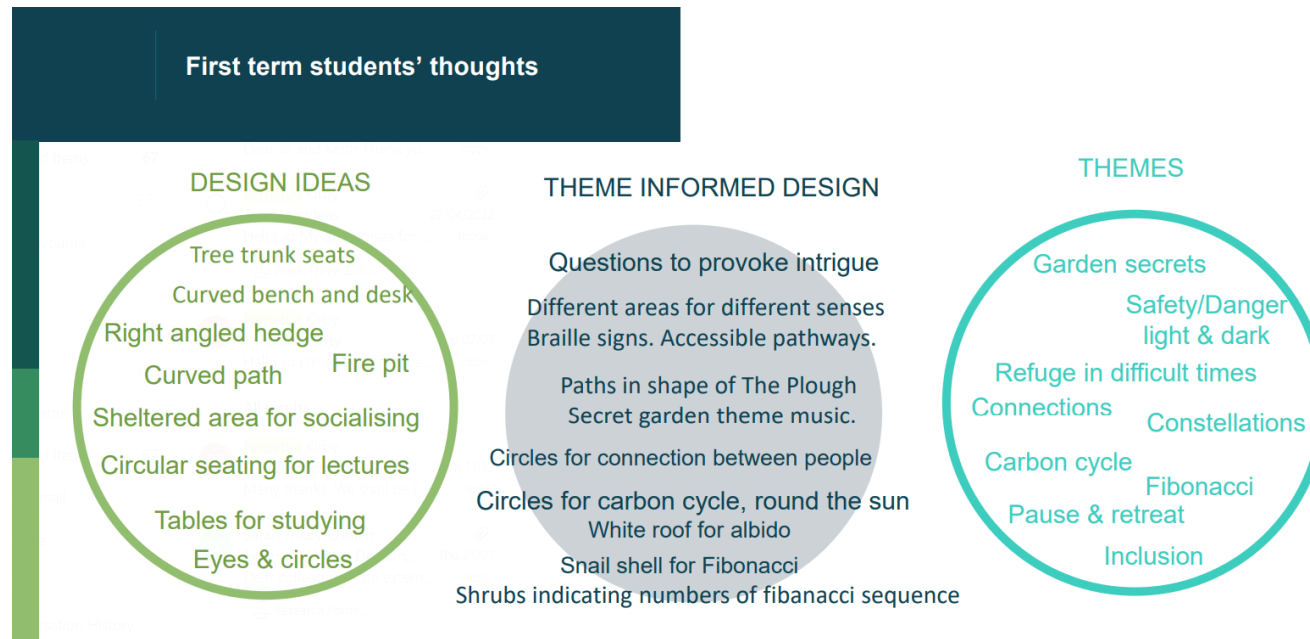 First term students’ thoughts
DESIGN IDEAS
Tree trunk seats
Curved bench and desk
Right angled hedge
Fire pit
Curved path
Sheltered area for socialising
Circular seating for lectures
Tables for studying
Eyes & circles
THEME INFORMED DESIGN
Questions to provoke intrigue
Different areas for different senses
Braille signs. Accessible pathways.
Paths in shape of The Plough
Secret garden theme music.
Circles for connection between people
Circles for carbon cycle, round the sun
White roof for albido
Snail shell for Fibonacci
Shrubs indicating numbers of fibanacci sequence
THEMES
Garden secrets
Safety/Danger
light & dark
Refuge in difficult times
Connections
Constellations
Carbon cycle
Fibonacci
Pause & retreat
Inclusion